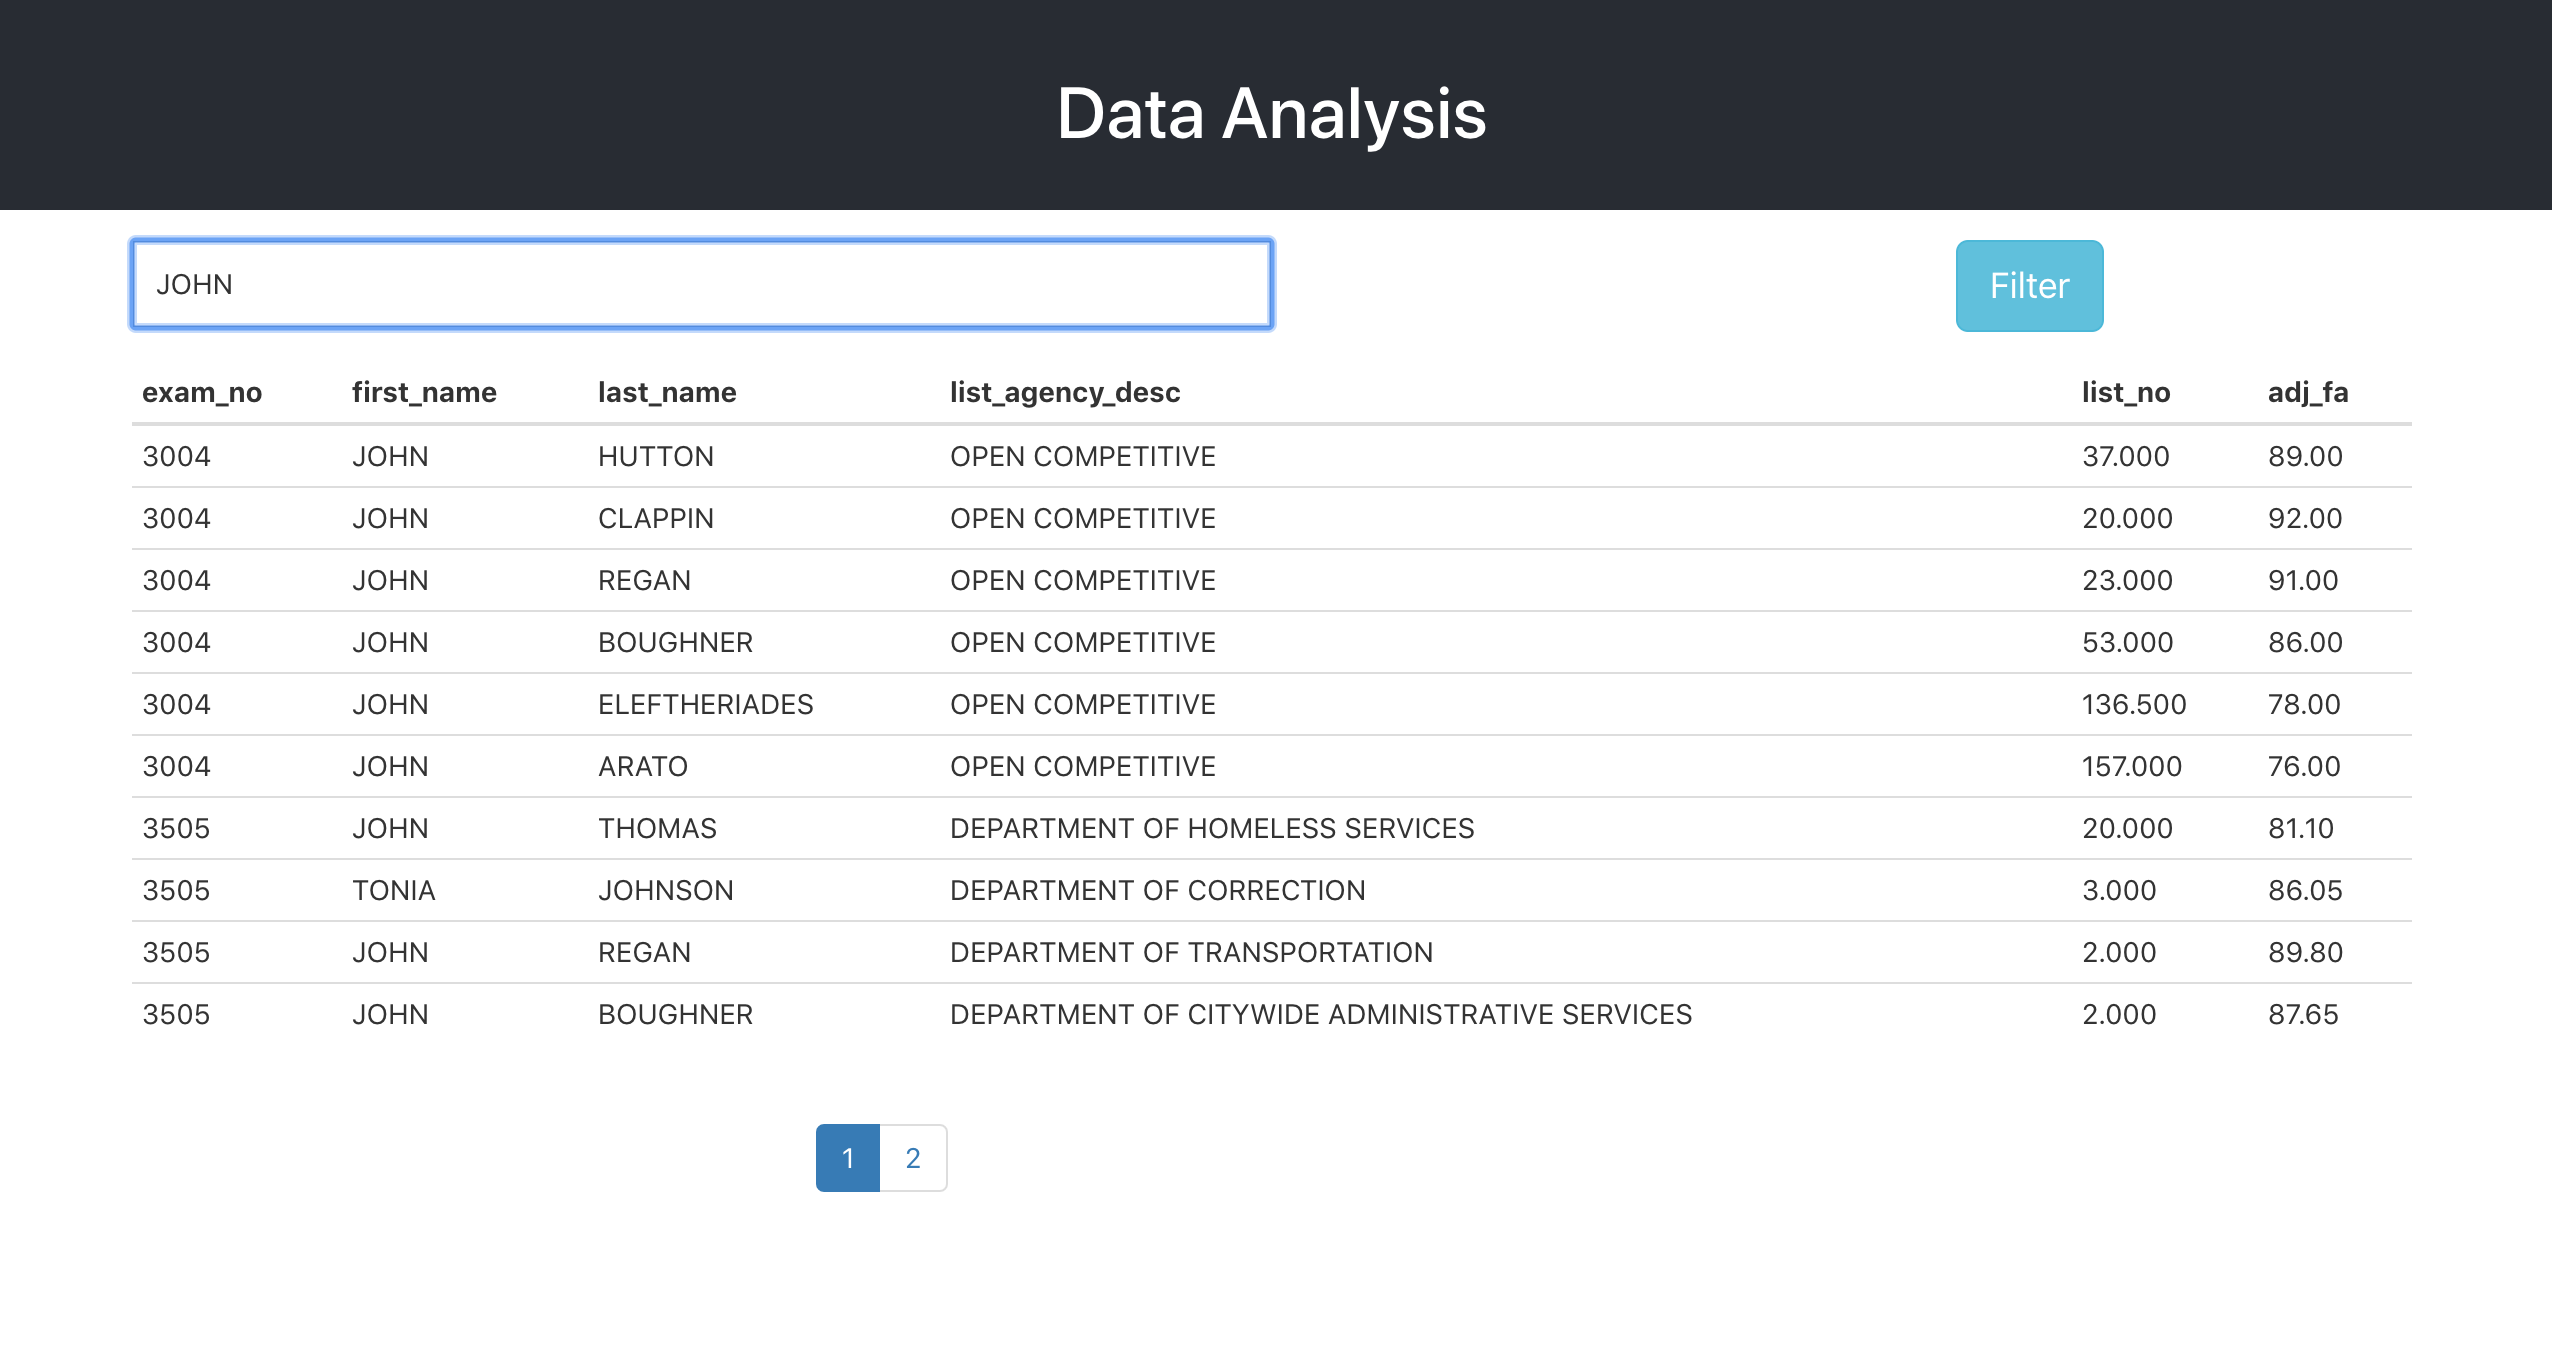 Data Analysis
JOHN Filter
exam_no first_name last_name list_agency_desc list_no adj_fa
3004 JOHN HUTTON OPEN COMPETITIVE 37.000 89.00
3004 JOHN CLAPPIN OPEN COMPETITIVE 20.000 92.00
3004 JOHN REGAN OPEN COMPETITIVE 23.000 91.00
3004 JOHN BOUGHNER OPEN COMPETITIVE 53.000 86.00
3004 JOHN ELEFTHERIADES OPEN COMPETITIVE 136.500 78.00
3004 JOHN ARATO OPEN COMPETITIVE 157.000 76.00
3505 JOHN THOMAS DEPARTMENT OF HOMELESS SERVICES 20.000 81.10
3505 TONIA JOHNSON DEPARTMENT OF CORRECTION 3.000 86.05
3505 JOHN REGAN DEPARTMENT OF TRANSPORTATION 2.000 89.80
3505 JOHN BOUGHNER DEPARTMENT OF CITYWIDE ADMINISTRATIVE SERVICES 2.000 87.65
1 2